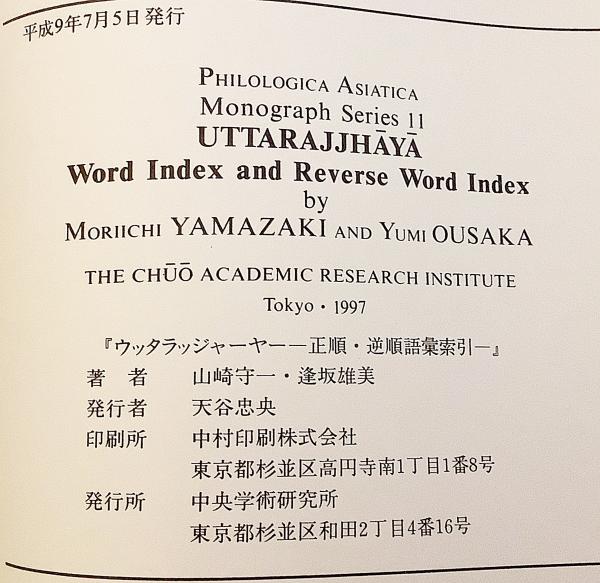 平成9年7月5日発行
PHILOLOGICA ASIATICA
Monograph Series 11
UTTARAJJHĀYĀ
Word Index and Reverse Word Index
by
MORIICHI YAMAZAKI AND YUMI OUSAKA
THE CHŪŌ ACADEMIC RESEARCH INSTITUTE
Tokyo・1997
『ウッタラッジャーヤー―正順・逆順語彙索引―』
著 者 山崎守一・逢坂雄美
発行者 天谷忠央
印刷所 中村印刷株式会社
東京都杉並区高円寺南1丁目1番8号
発行所 中央学術研究所
東京都杉並区和田2丁目4番16号